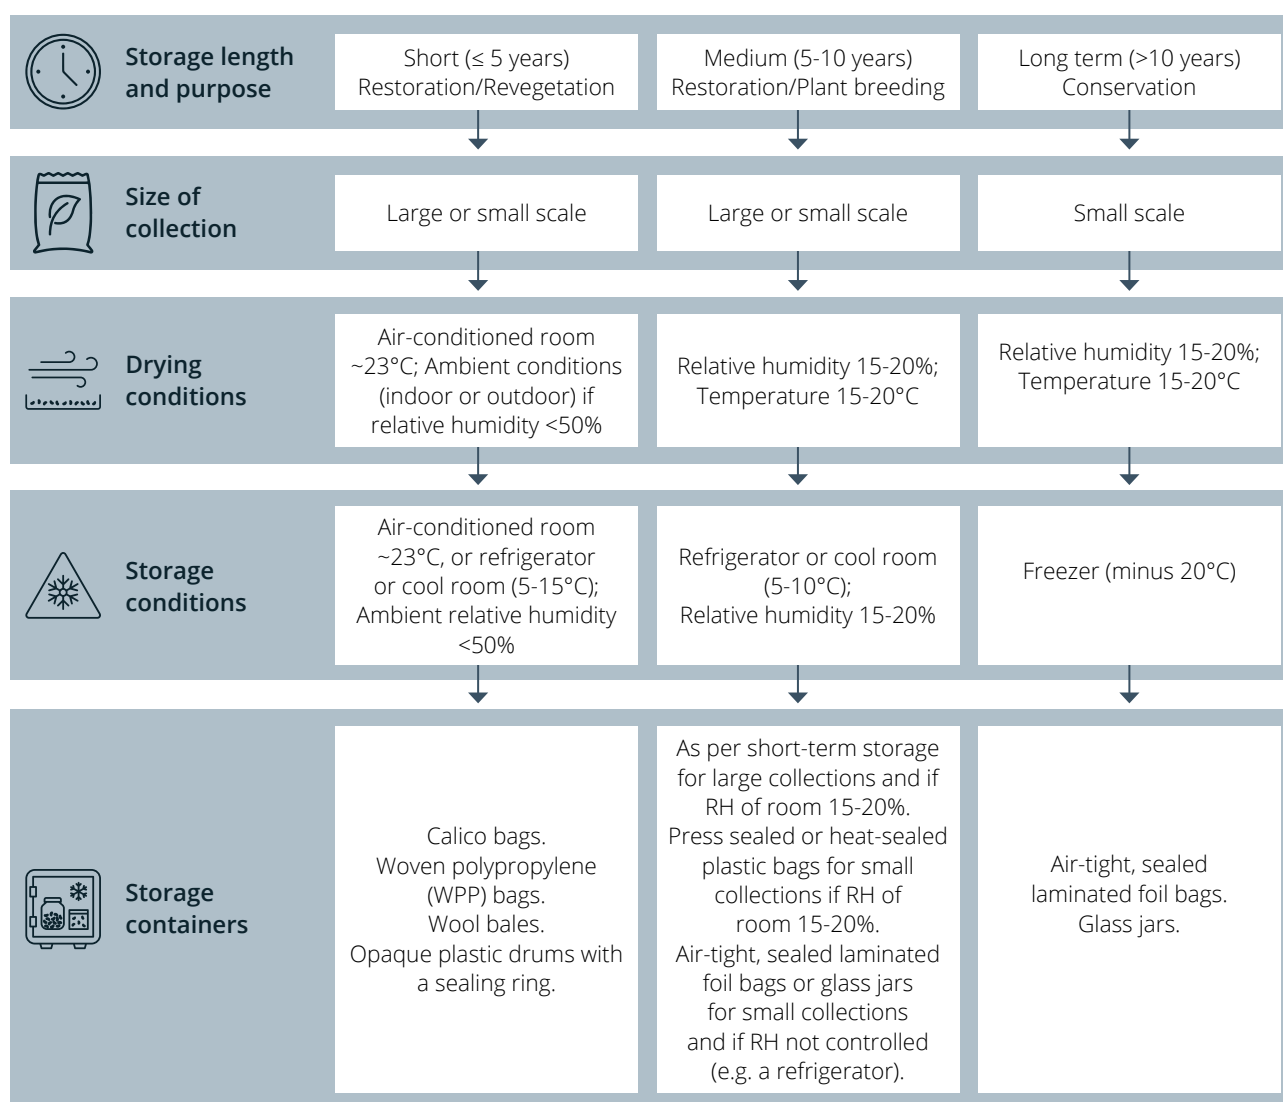 Storage length
and purpose
Short (≤ 5 years)
Restoration/Revegetation
Medium (5-10 years)
Restoration/Plant breeding
Long term (>10 years)
Conservation
Size of
collection
Large or small scale
Large or small scale
Small scale
Drying
conditions
Air-conditioned room
~23°C; Ambient conditions
(indoor or outdoor) if
relative humidity <50%
Relative humidity 15-20%;
Temperature 15-20°C
Relative humidity 15-20%;
Temperature 15-20°C
Storage
conditions
Air-conditioned room
~23°C, or refrigerator
or cool room (5-15°C);
Ambient relative humidity
<50%
Refrigerator or cool room
(5-10°C);
Relative humidity 15-20%
Freezer (minus 20°C)
Storage
containers
Calico bags.
Woven polypropylene
(WPP) bags.
Wool bales.
Opaque plastic drums with
a sealing ring.
As per short-term storage
for large collections and if
RH of room 15-20%.
Press sealed or heat-sealed
plastic bags for small
collections if RH of
room 15-20%.
Air-tight, sealed laminated
foil bags or glass jars
for small collections
and if RH not controlled
(e.g. a refrigerator).
Air-tight, sealed
laminated foil bags.
Glass jars.